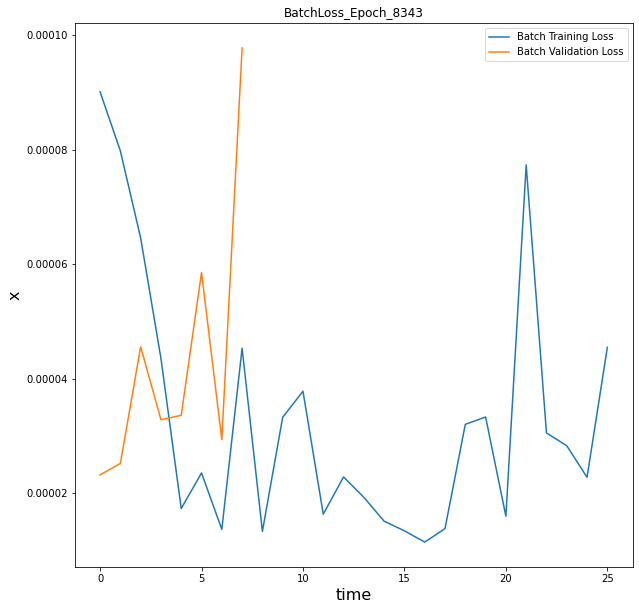 BatchLoss_Epoch_8343
Batch Training Loss
Batch Validation Loss
0.00010
0.00008
0.00006
0.00004
0.00002
x
0 5 10 15 20 25
time